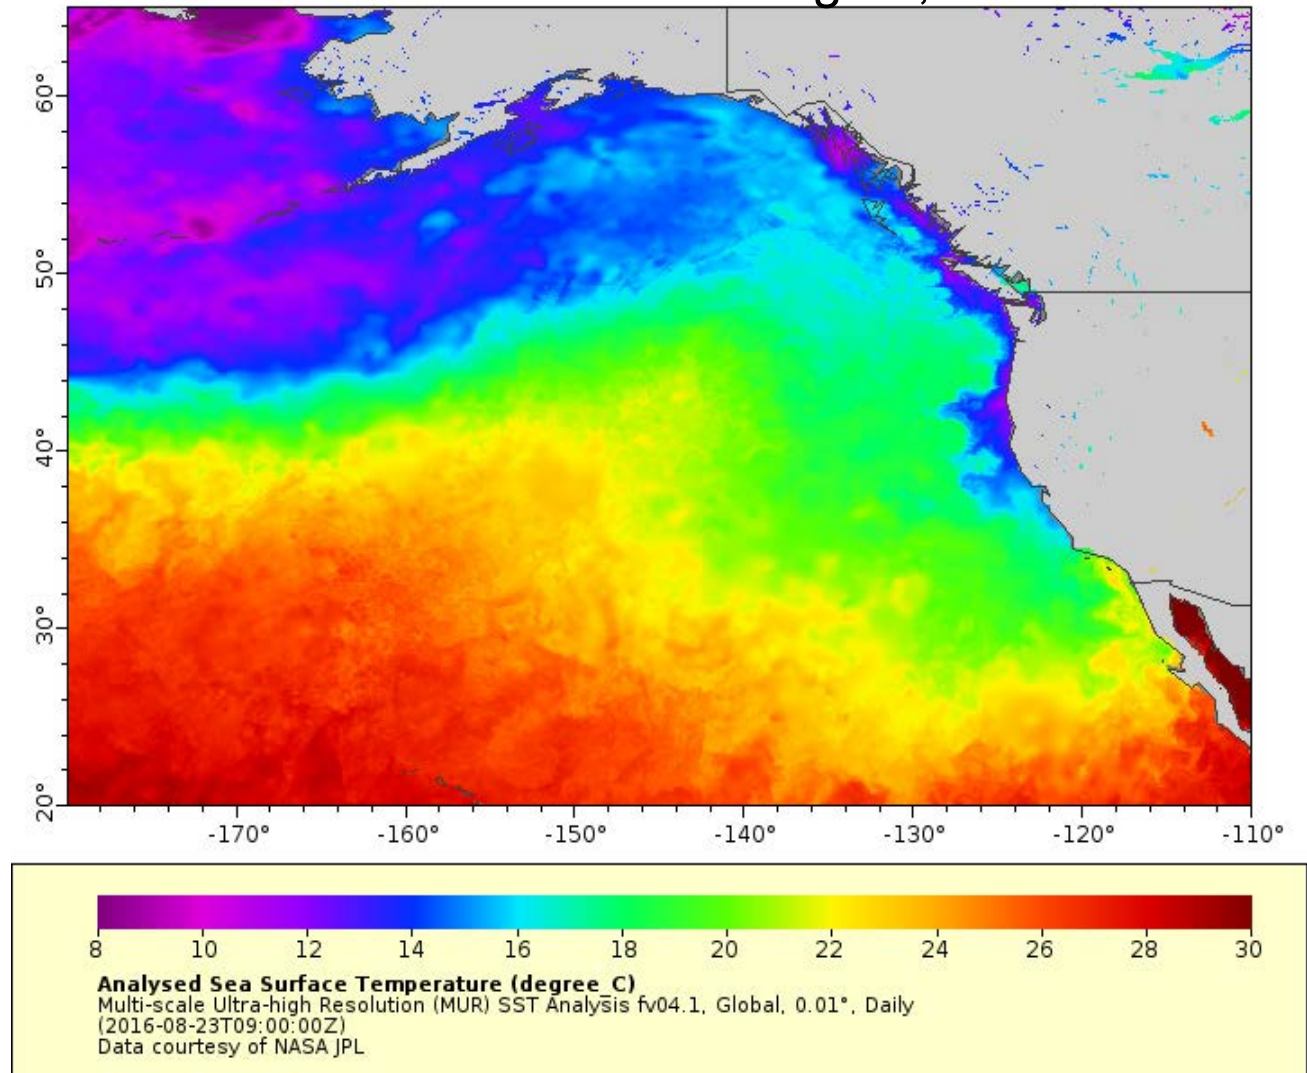 60°
50°
40°
30°
20°
-170° -160° -150° -140° -130° -120° -110°
8 10 12 14 16 18 20 22 24 26 28 30
Analysed Sea Surface Temperature (degree_C)
Multi-scale Ultra-high Resolution (MUR) SST Analysis fv04.1, Global, 0.01°, Daily
(2016-08-23T09:00:00Z)
Data courtesy of NASA JPL